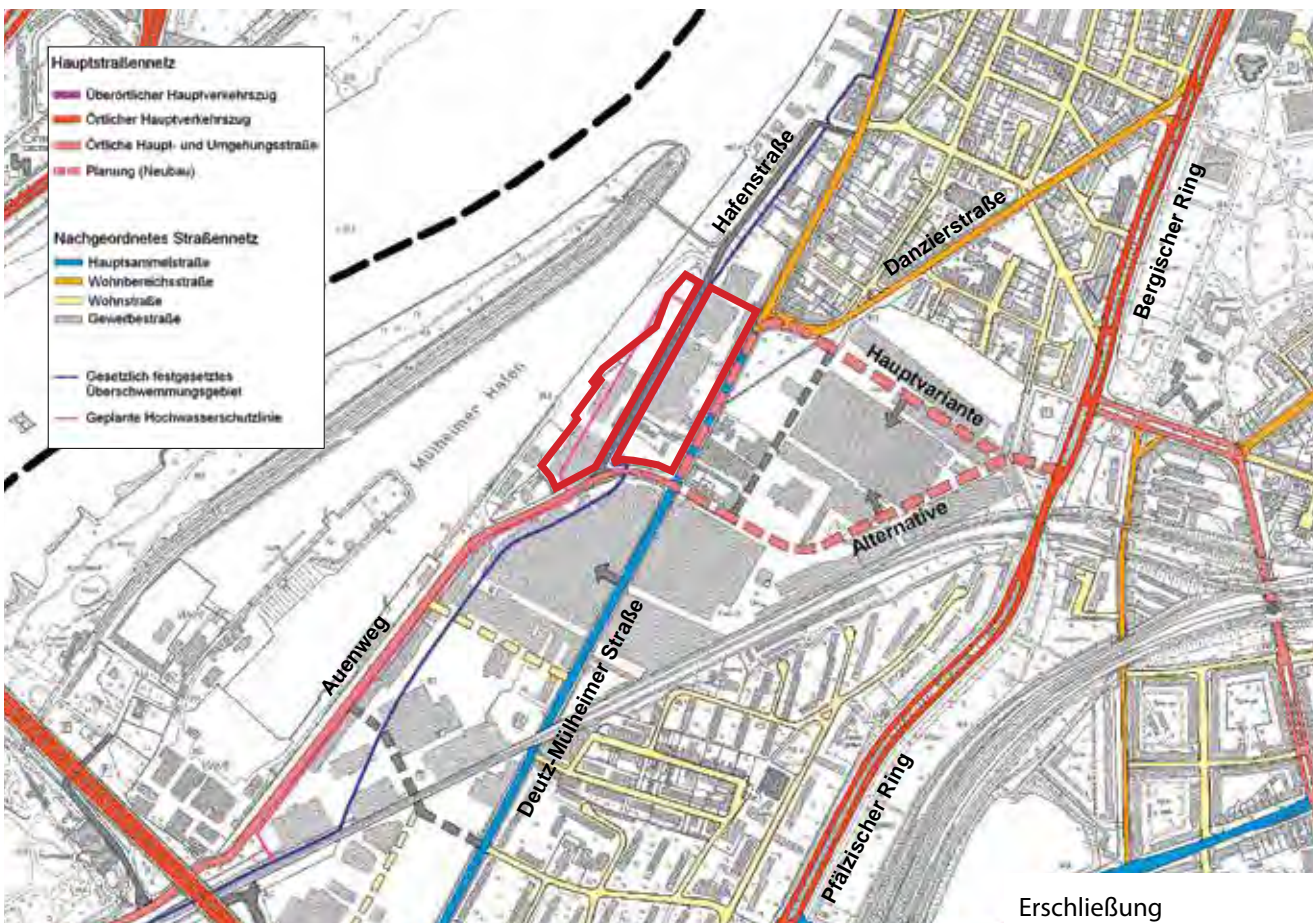 Hauptstraßennetz
Überörtlicher Hauptverkehrszug
Örtlicher Hauptverkehrszug
Örtliche Haupt- und Umgehungsstraße
Planung (Neubau)
Nachgeordnetes Straßennetz
Hauptsammelstraße
Wohnbereichsstraße
Wohnstraße
Gewerbestraße
Gesetzlich festgesetztes
Überschwemmungsgebiet
Geplante Hochwasserschutzlinie
Hafenstraße
Danzierstraße
Bergischer Ring
Mülheimer Hafen
Hauptvariante
Alternative
Auenweg
Deutz-Mülheimer Straße
Pfälzischer Ring
Erschließung